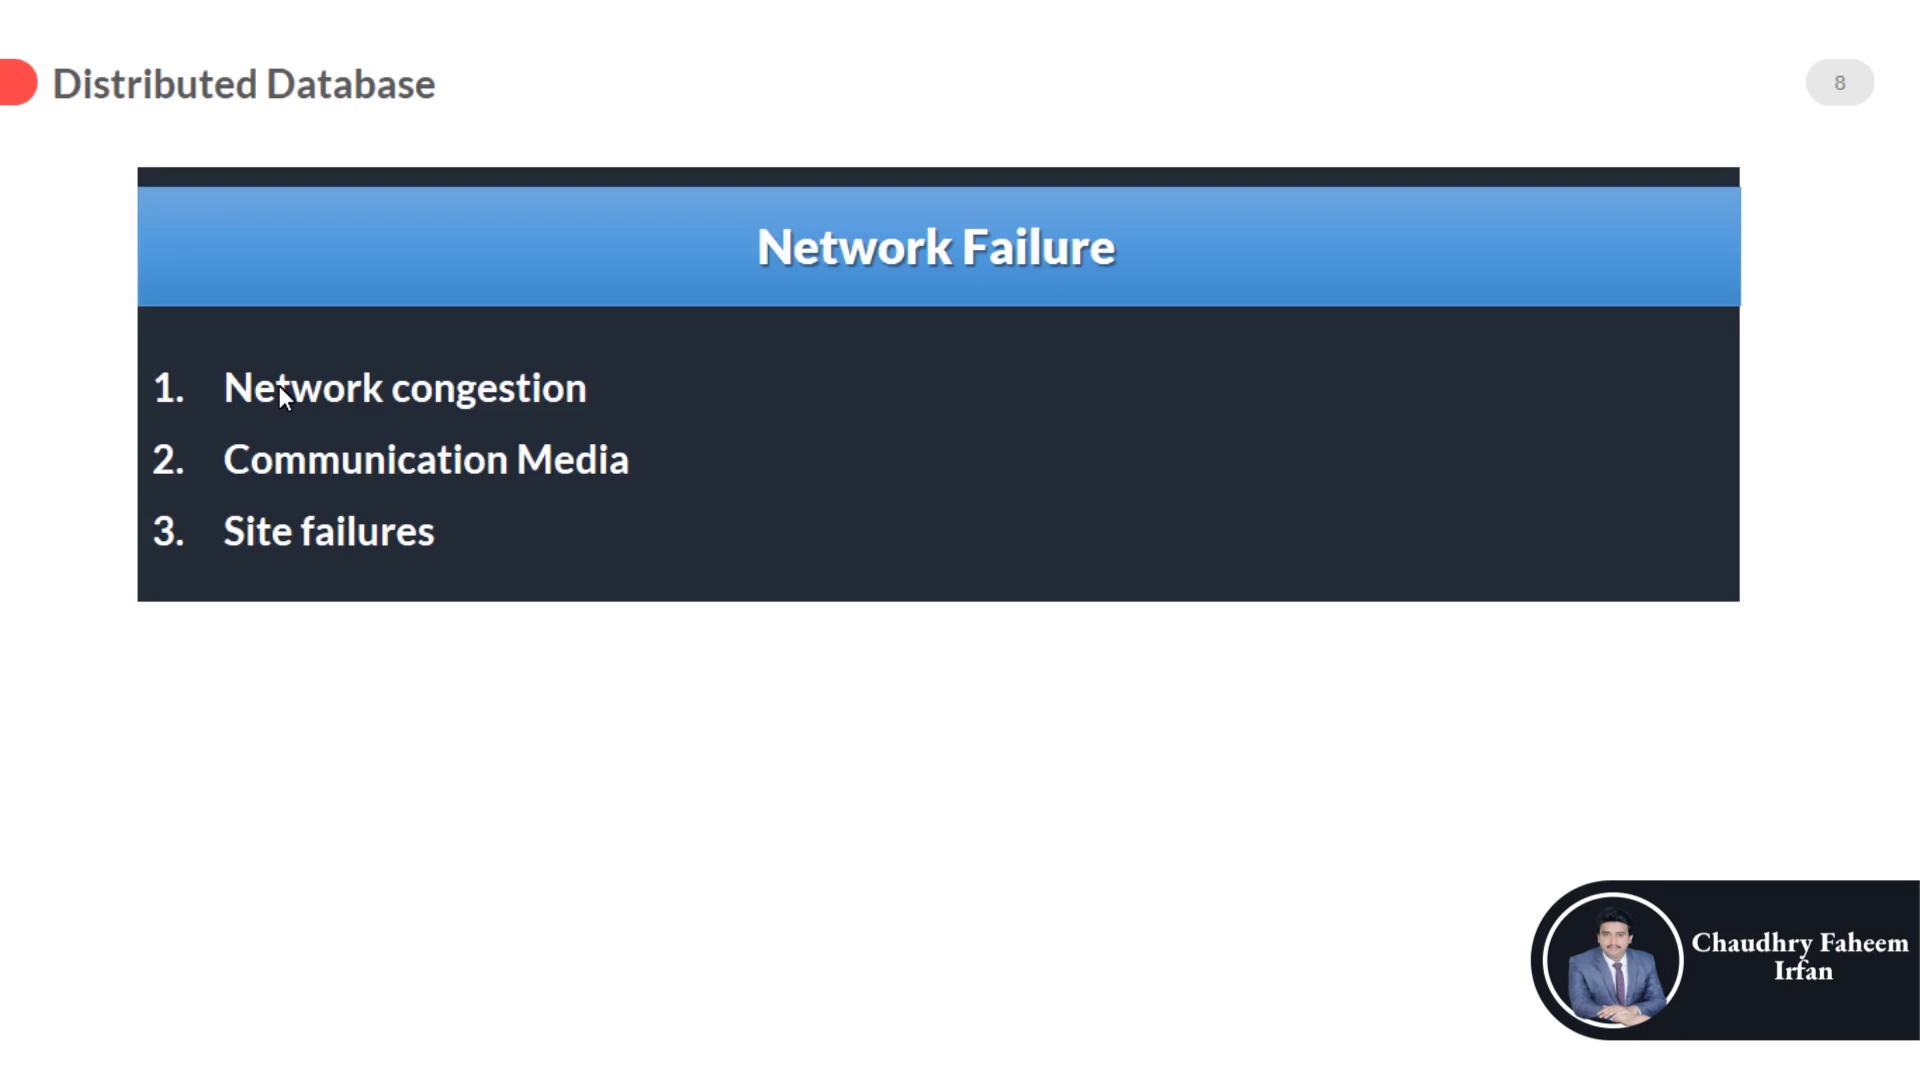 Distributed Database
8
Network Failure
1. Network congestion
2. Communication Media
3. Site failures
Chaudhry Faheem
Irfan